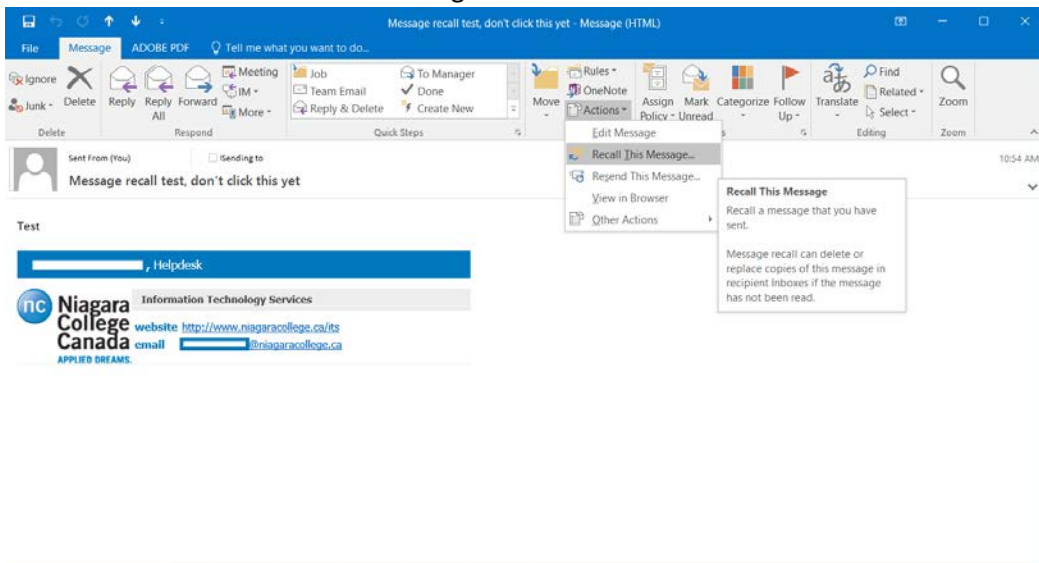 Message recall test, don't click this yet - Message (HTML)
File Message ADOBE PDF Tell me what you want to do...
Ignore
Junk
Delete
Reply
Reply All
Forward
Meeting
IM
More
Job
Team Email
Reply & Delete
To Manager
Done
Create New
Move
Rules
OneNote
Actions
Assign Policy
Mark Unread
Categorize
Follow Up
Translate
Find
Related
Select
Zoom
Delete Respond Quick Steps Editing Zoom
Edit Message
Recall This Message...
Resend This Message...
View in Browser
Other Actions
Recall This Message
Recall a message that you have
sent.
Message recall can delete or
replace copies of this message in
recipient Inboxes if the message
has not been read.
Sent From (You) Sending to
10:54 AM
Message recall test, don't click this yet
Test
, Helpdesk
nc
Niagara
College
Canada
APPLIED DREAMS.
Information Technology Services
website http://www.niagaracollege.ca/its
email @niagaracollege.ca